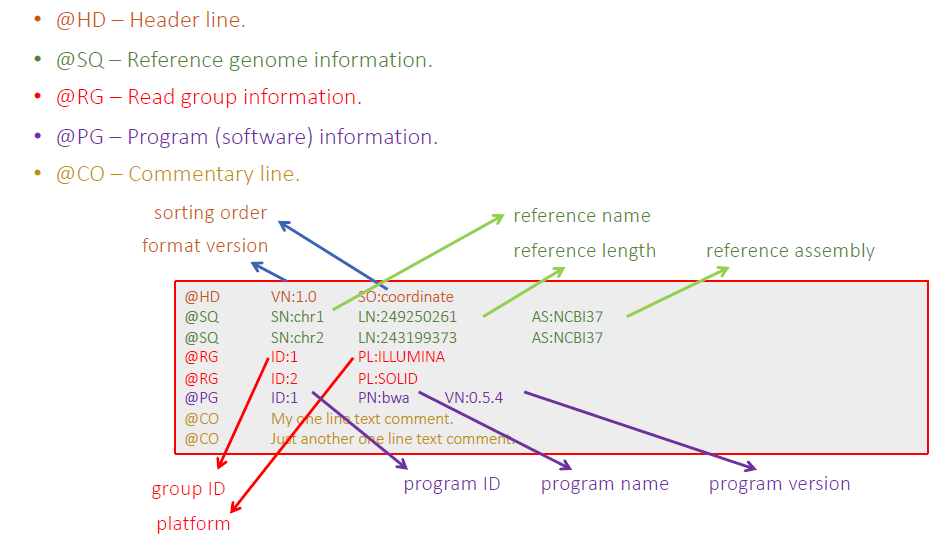 • @HD – Header line.
• @SQ – Reference genome information.
• @RG – Read group information.
• @PG – Program (software) information.
• @CO – Commentary line.
sorting order
reference name
format version
reference length
reference assembly
@HD VN:1.0 SO:coordinate
@SQ SN:chr1 LN:249250261 AS:NCBI37
@SQ SN:chr2 LN:243199373 AS:NCBI37
@RG ID:1 PL:ILLUMINA
@RG ID:2 PL:SOLID
@PG ID:1 PN:bwa VN:0.5.4
@CO My one line text comment.
@CO Just another one line text comment.
group ID
program ID
program name
program version
platform